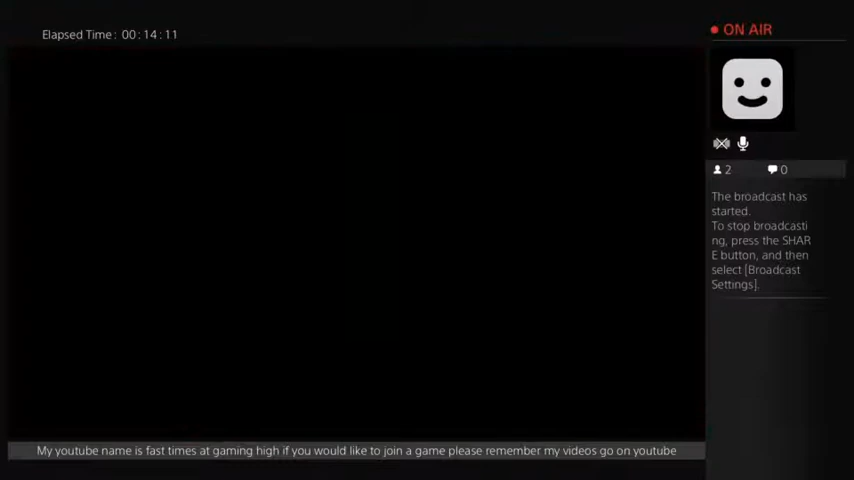 Elapsed Time: 00:14:11
ON AIR
2 0
The broadcast has
started.
To stop broadcasti
ng, press the SHAR
E button, and then
select [Broadcast
Settings].
My youtube name is fast times at gaming high if you would like to join a game please remember my videos go on youtube